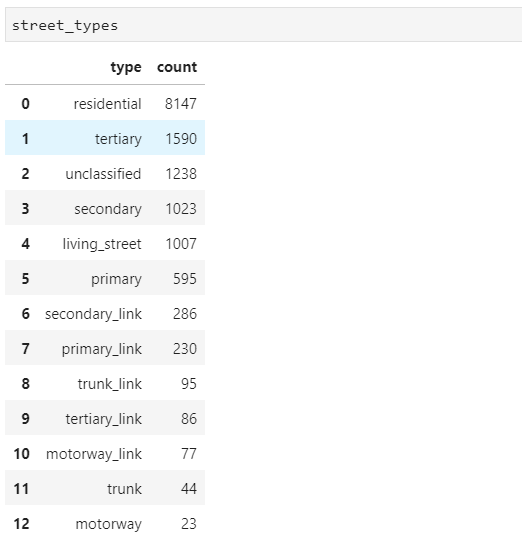 street_types
type count
0 residential 8147
1 tertiary 1590
2 unclassified 1238
3 secondary 1023
4 living_street 1007
5 primary 595
6 secondary_link 286
7 primary_link 230
8 trunk_link 95
9 tertiary_link 86
10 motorway_link 77
11 trunk 44
12 motorway 23